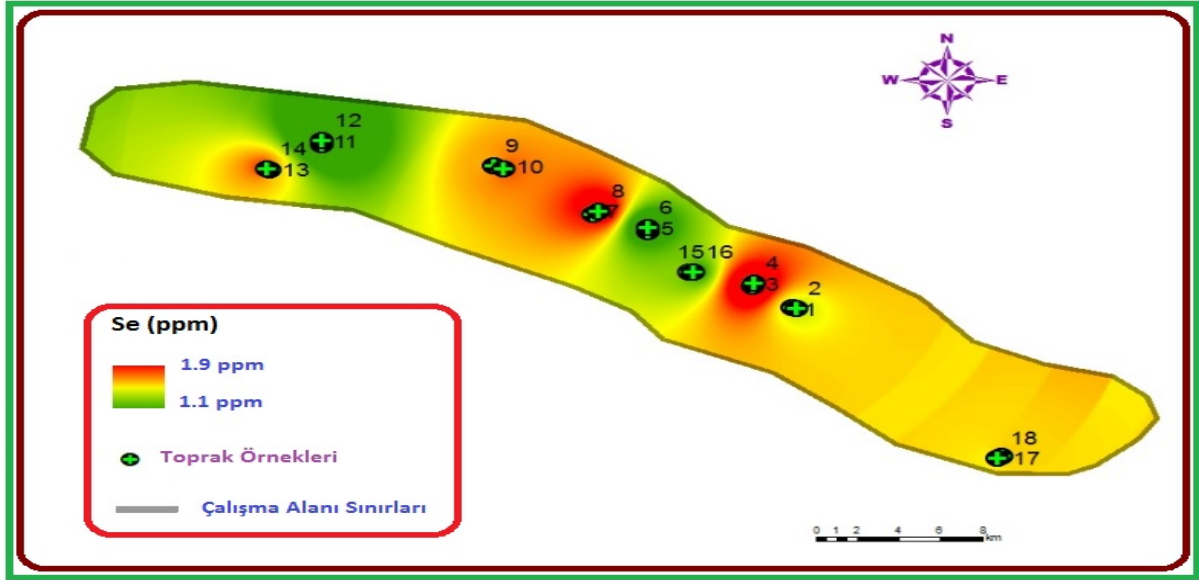 N
W E
S
12
11
14
13
9
10
8
7
6
5
15 16
4
3
2
1
18
17
Se (ppm)
1.9 ppm
1.1 ppm
Toprak Örnekleri
Çalışma Alanı Sınırları
0 1 2 4 6 8
km